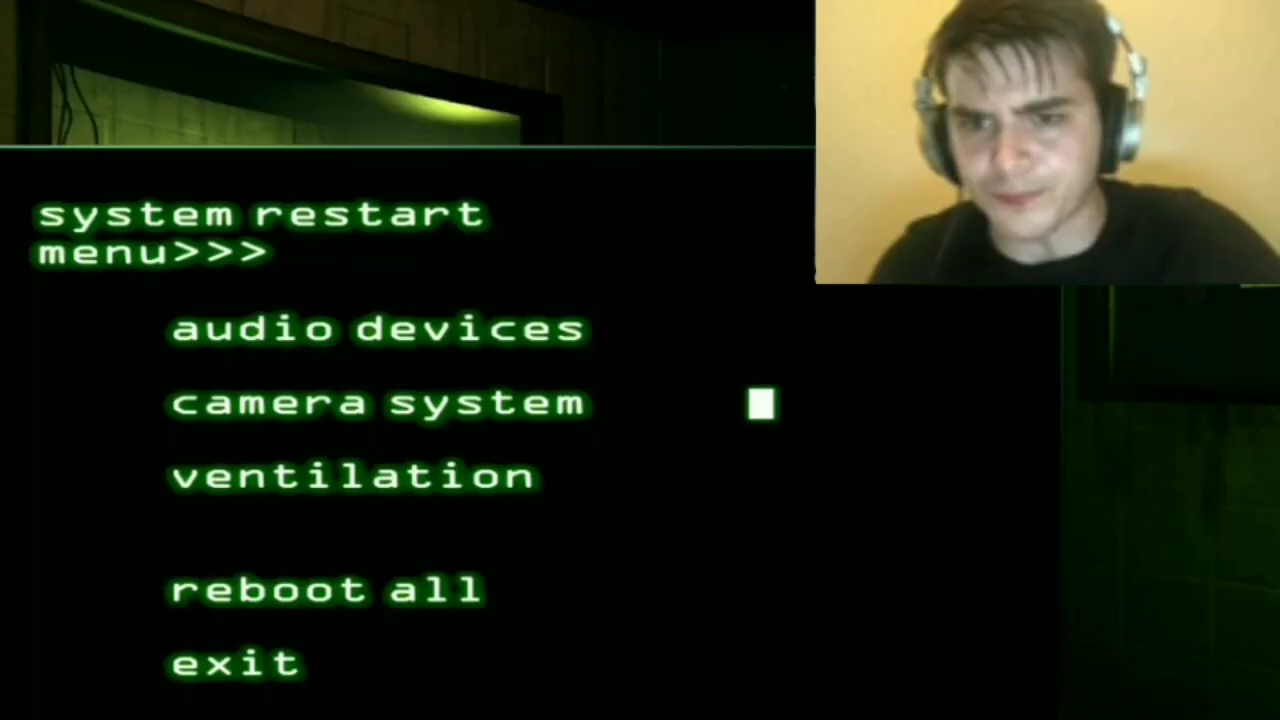 system restart
menu>>>
audio devices
camera system
ventilation
reboot all
exit